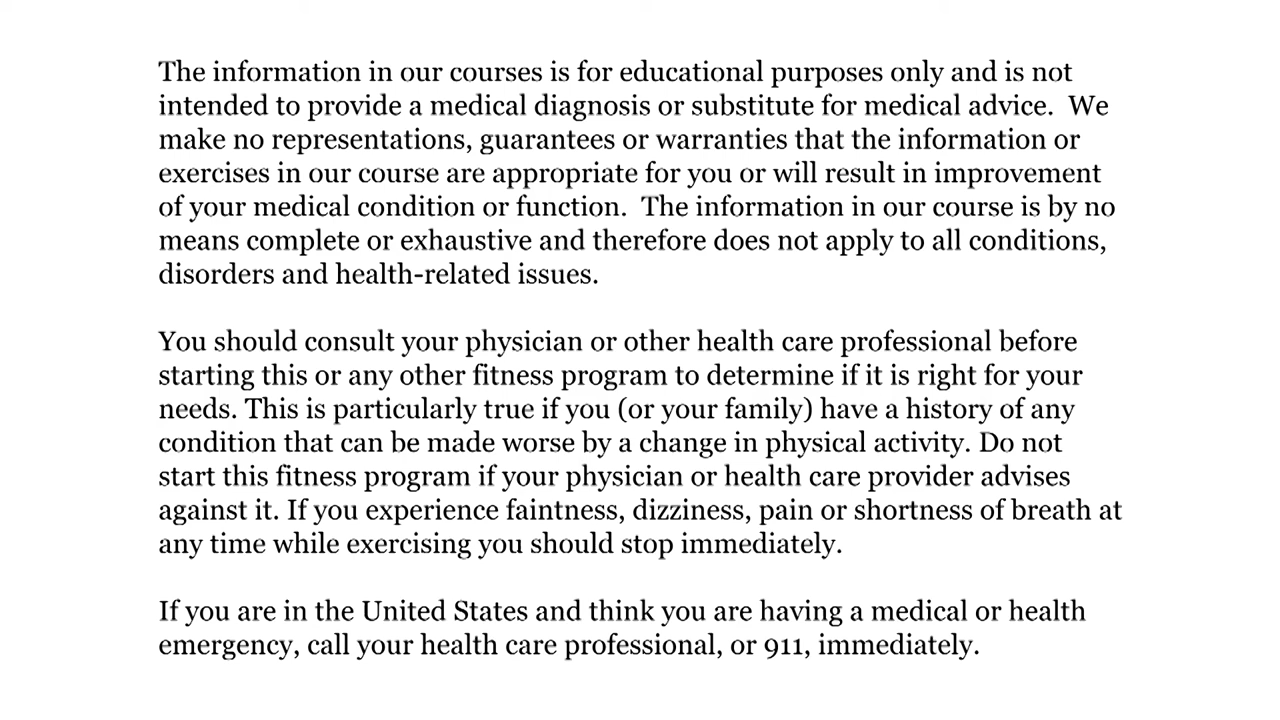 The information in our courses is for educational purposes only and is not
intended to provide a medical diagnosis or substitute for medical advice.  We
make no representations, guarantees or warranties that the information or
exercises in our course are appropriate for you or will result in improvement
of your medical condition or function.  The information in our course is by no
means complete or exhaustive and therefore does not apply to all conditions,
disorders and health-related issues.
You should consult your physician or other health care professional before
starting this or any other fitness program to determine if it is right for your
needs. This is particularly true if you (or your family) have a history of any
condition that can be made worse by a change in physical activity. Do not
start this fitness program if your physician or health care provider advises
against it. If you experience faintness, dizziness, pain or shortness of breath at
any time while exercising you should stop immediately.
If you are in the United States and think you are having a medical or health
emergency, call your health care professional, or 911, immediately.